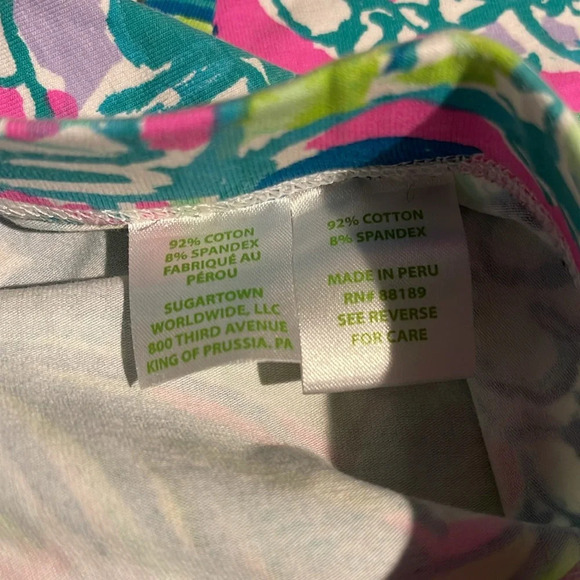 92% COTTON
8% SPANDEX
FABRIQUÉ AU
PÉROU
SUGARTOWN
WORLDWIDE, LLC
800 THIRD AVENUE
KING OF PRUSSIA, PA
92% COTTON
8% SPANDEX
MADE IN PERU
RN# 88189
SEE REVERSE
FOR CARE